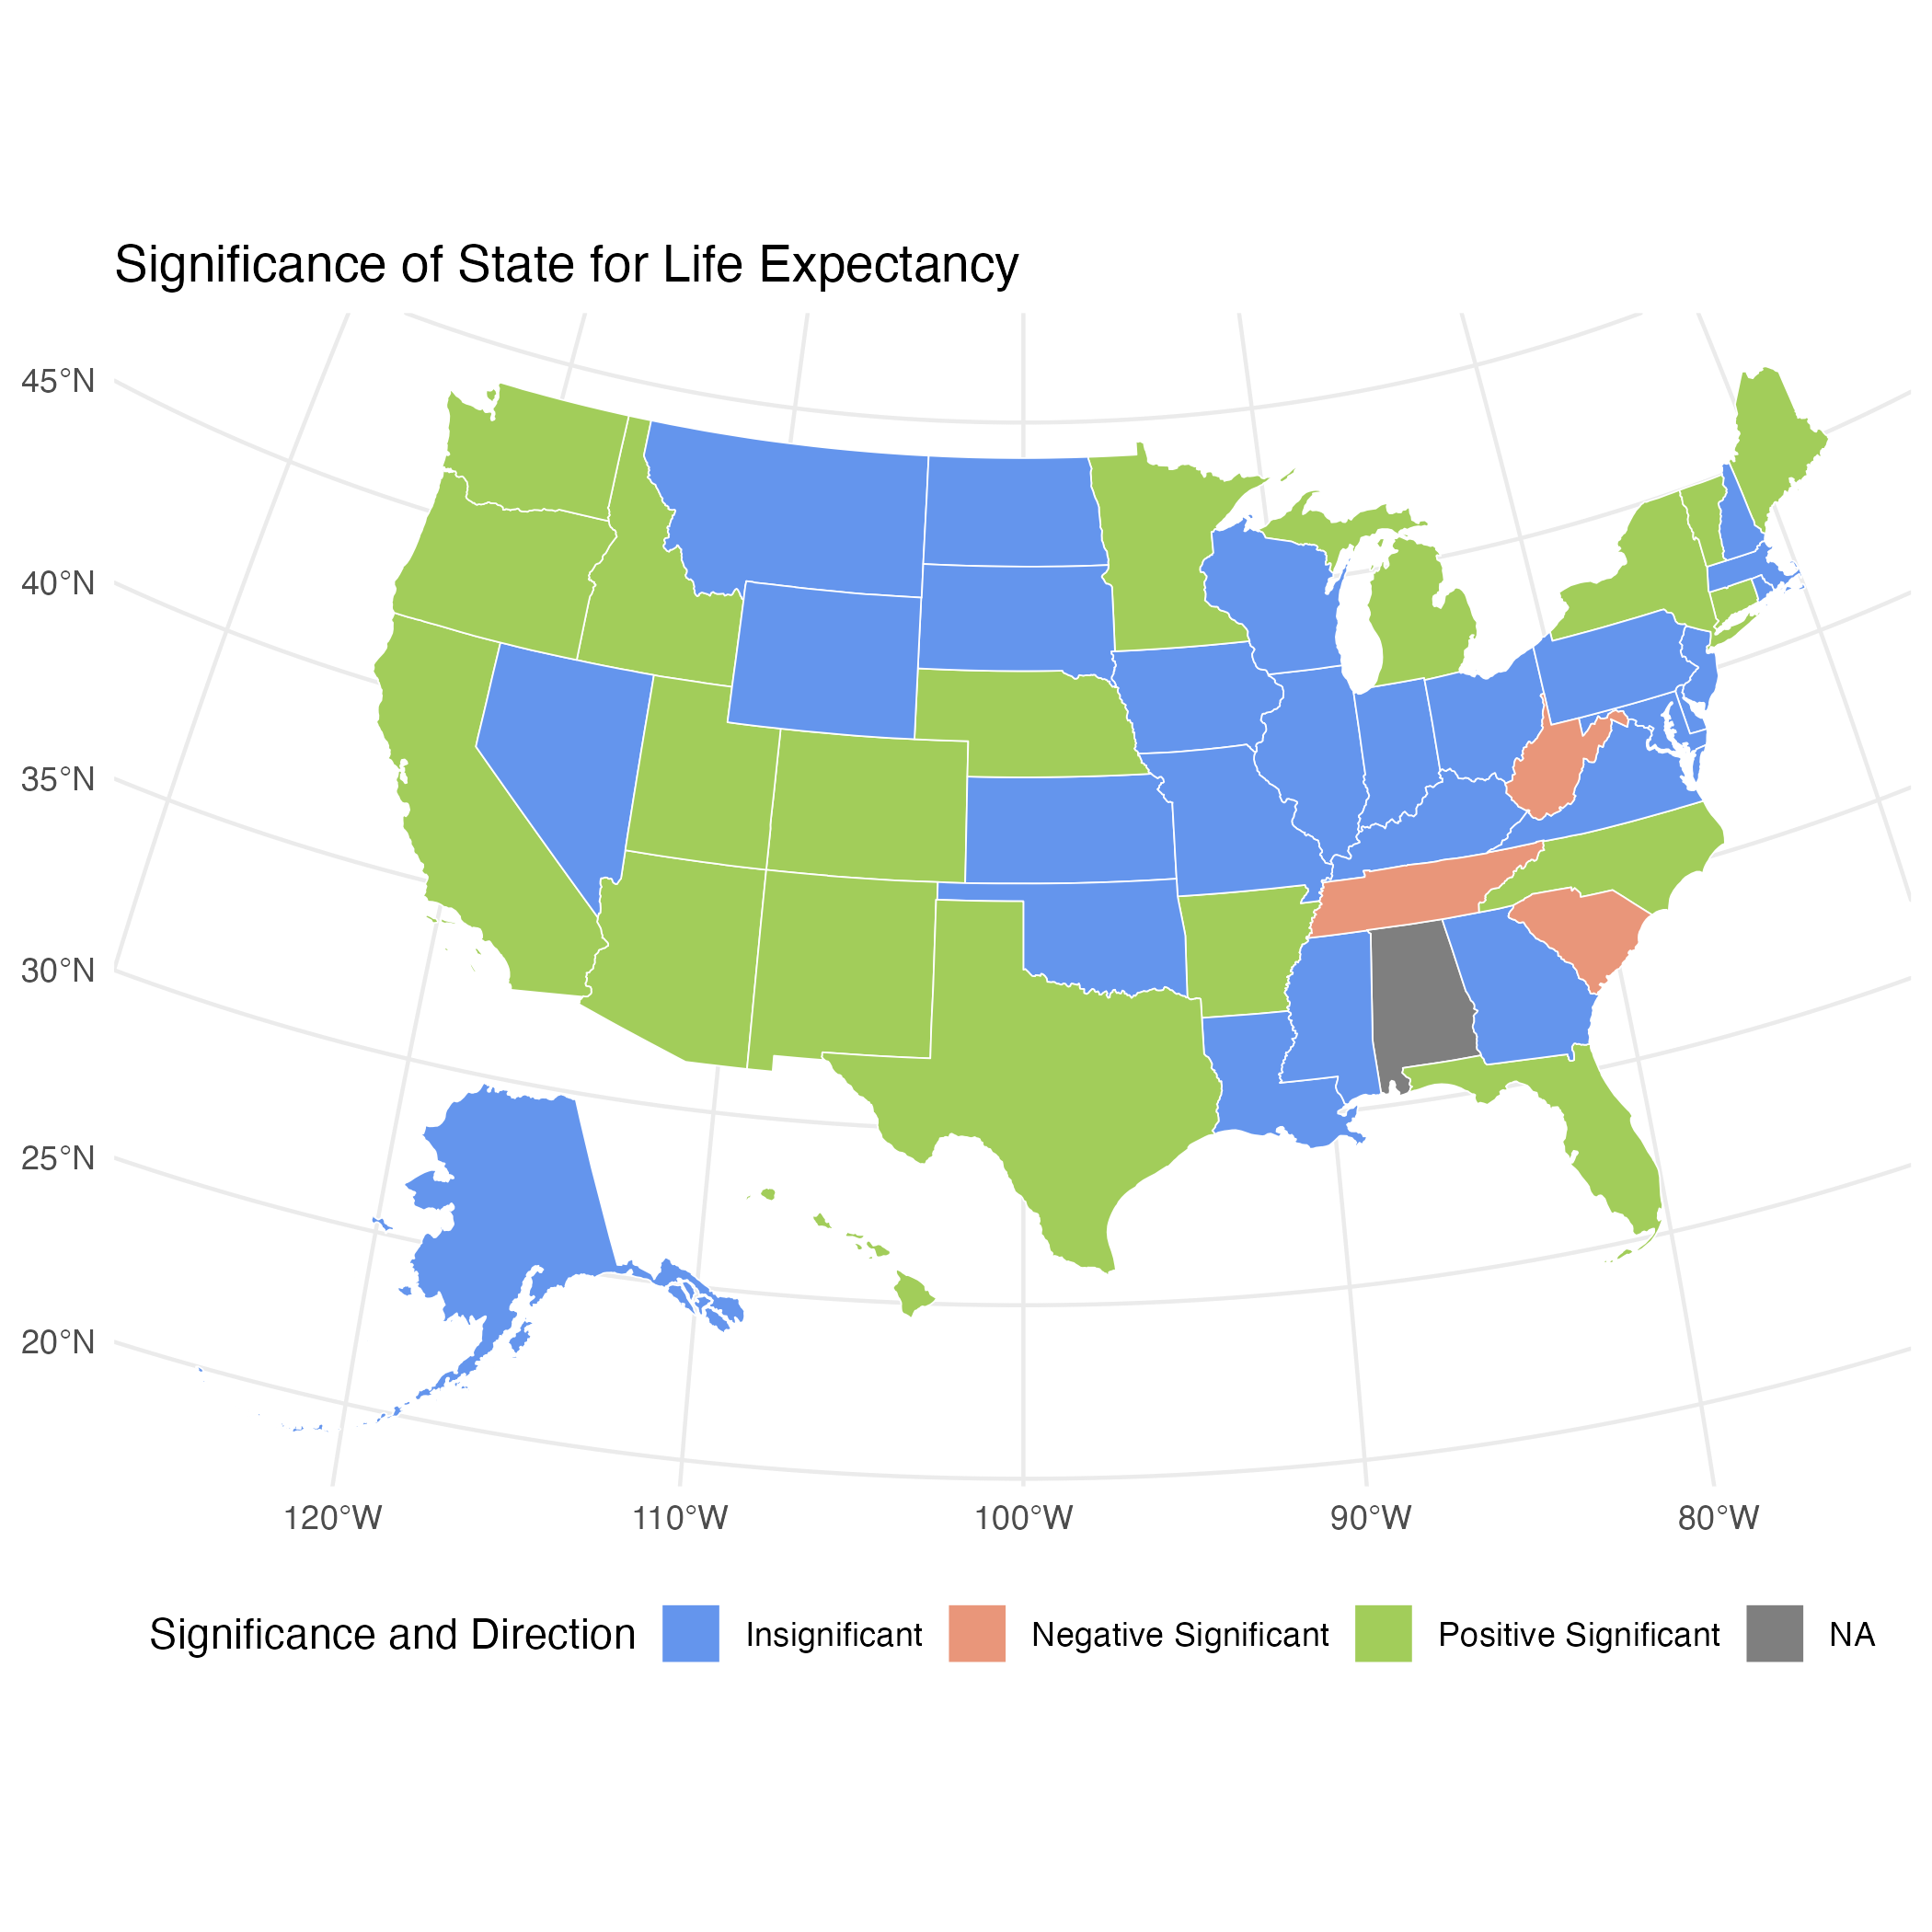 Significance of State for Life Expectancy
45°N
40°N
35°N
30°N
25°N
20°N
120°W 110°W 100°W 90°W 80°W
Significance and Direction Insignificant Negative Significant Positive Significant NA